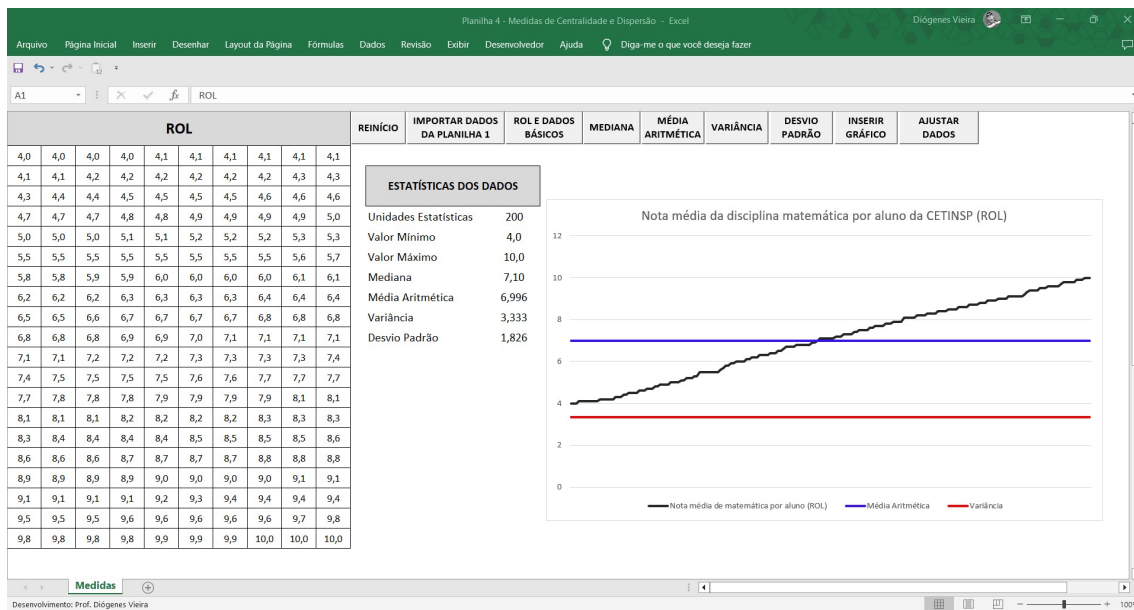 Planilha 4 - Medidas de Centralidade e Dispersão - Excel
Diógenes Vieira
Arquivo Página Inicial Inserir Desenhar Layout da Página Fórmulas Dados Revisão Exibir Desenvolvedor Ajuda Diga-me o que você deseja fazer
A1 fx ROL
ROL
REINÍCIO
IMPORTAR DADOS
DA PLANILHA 1
ROL E DADOS
BÁSICOS
MEDIANA
MÉDIA
ARITMÉTICA
VARIÂNCIA
DESVIO
PADRÃO
INSERIR
GRÁFICO
AJUSTAR
DADOS
4,0 4,0 4,0 4,0 4,1 4,1 4,1 4,1 4,1 4,1
4,1 4,1 4,2 4,2 4,2 4,2 4,2 4,2 4,3 4,3
4,3 4,4 4,4 4,5 4,5 4,5 4,5 4,6 4,6 4,6
4,7 4,7 4,7 4,8 4,8 4,9 4,9 4,9 4,9 5,0
5,0 5,0 5,0 5,1 5,1 5,2 5,2 5,2 5,3 5,3
5,5 5,5 5,5 5,5 5,5 5,5 5,5 5,5 5,6 5,7
5,8 5,8 5,9 5,9 6,0 6,0 6,0 6,0 6,1 6,1
6,2 6,2 6,2 6,3 6,3 6,3 6,3 6,4 6,4 6,4
6,5 6,5 6,6 6,7 6,7 6,7 6,7 6,8 6,8 6,8
6,8 6,8 6,8 6,9 6,9 7,0 7,1 7,1 7,1 7,1
7,1 7,1 7,2 7,2 7,2 7,3 7,3 7,3 7,3 7,4
7,4 7,5 7,5 7,5 7,5 7,6 7,6 7,7 7,7 7,7
7,7 7,8 7,8 7,8 7,9 7,9 7,9 7,9 8,1 8,1
8,1 8,1 8,1 8,2 8,2 8,2 8,2 8,3 8,3 8,3
8,3 8,4 8,4 8,4 8,4 8,5 8,5 8,5 8,5 8,6
8,6 8,6 8,6 8,7 8,7 8,7 8,7 8,8 8,8 8,8
8,9 8,9 8,9 8,9 9,0 9,0 9,0 9,0 9,1 9,1
9,1 9,1 9,1 9,1 9,2 9,3 9,4 9,4 9,4 9,4
9,5 9,5 9,5 9,6 9,6 9,6 9,6 9,6 9,7 9,8
9,8 9,8 9,8 9,8 9,9 9,9 9,9 10,0 10,0 10,0
ESTATÍSTICAS DOS DADOS
Unidades Estatísticas 200
Valor Mínimo 4,0
Valor Máximo 10,0
Mediana 7,10
Média Aritmética 6,996
Variância 3,333
Desvio Padrão 1,826
Nota média da disciplina matemática por aluno da CETINSP (ROL)
12
10
8
6
4
2
0
Nota média de matemática por aluno (ROL) Média Aritmética Variância
Medidas
Desenvolvimento: Prof. Diógenes Vieira